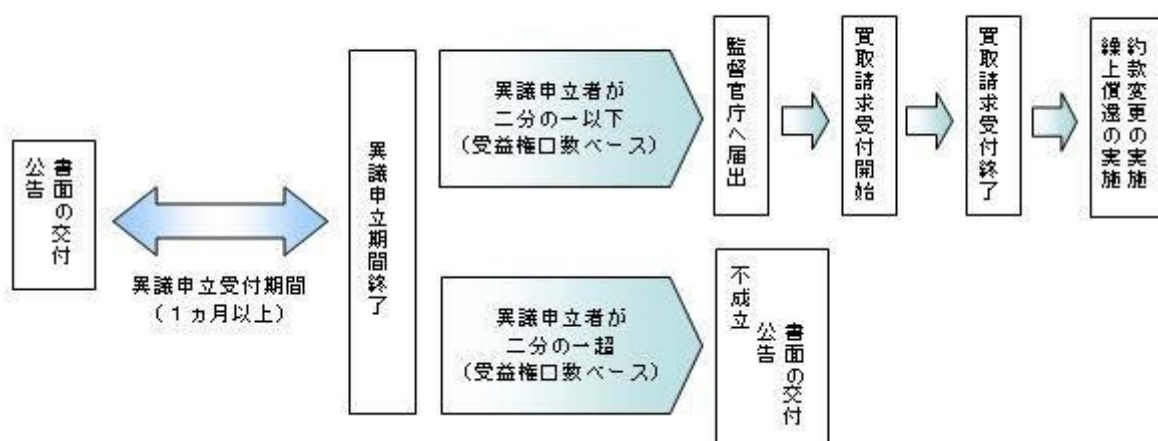 書面の交付
公告
異議申立受付期間
（１ヵ月以上）
異議申立期間終了
異議申立者が
二分の一以下
（受益権口数ベース）
監督官庁へ届出
買取請求受付開始
買取請求受付終了
約款変更の実施
繰上償還の実施
異議申立者が
二分の一超
（受益権口数ベース）
不成立
書面の交付
公告